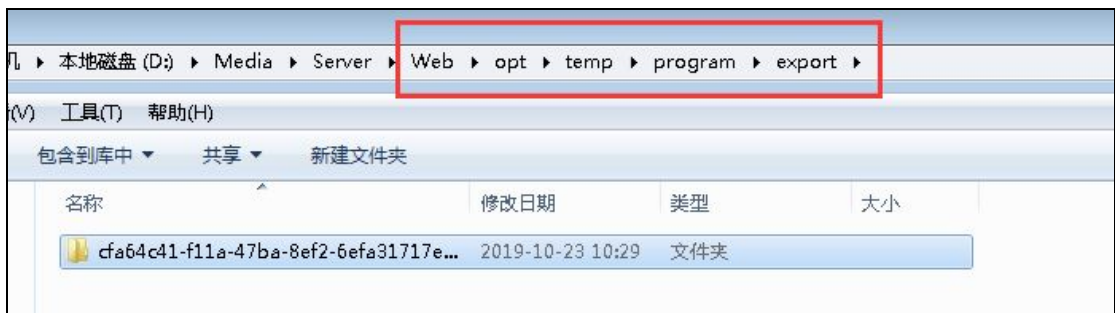 机 ▸ 本地磁盘 (D:) ▸ Media ▸ Server ▸ Web ▸ opt ▸ temp ▸ program ▸ export ▸
(V) 工具(T) 帮助(H)
包含到库中 ▾ 共享 ▾ 新建文件夹
名称 修改日期 类型 大小
cfa64c41-f11a-47ba-8ef2-6efa31717e... 2019-10-23 10:29 文件夹